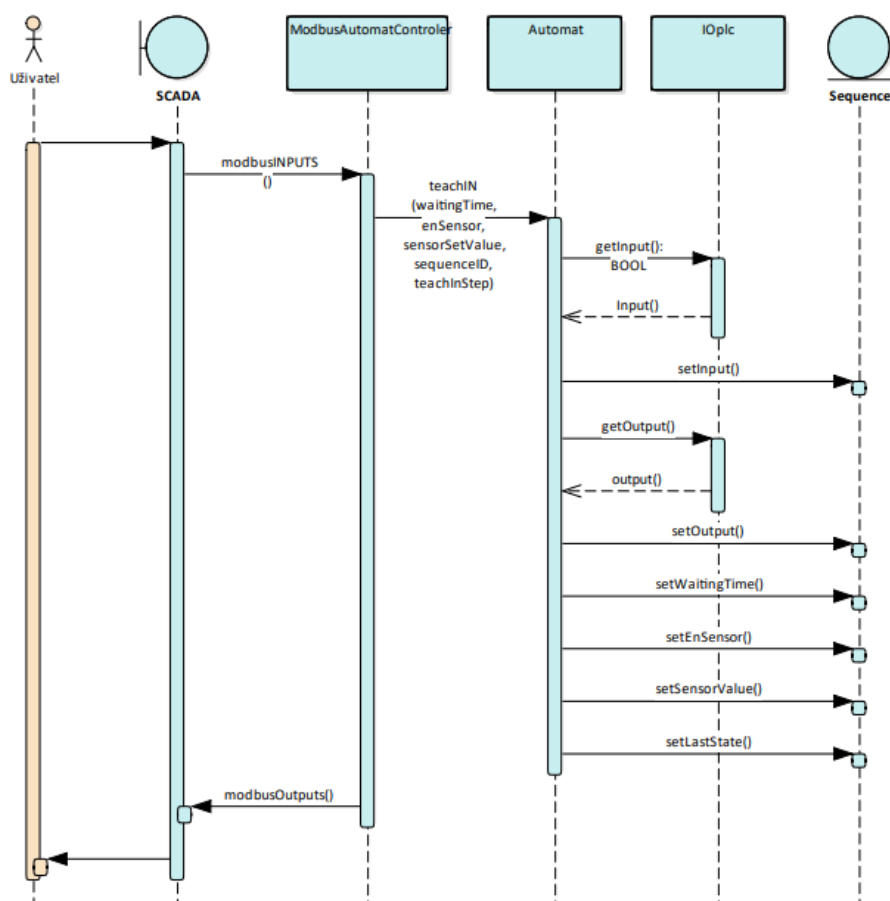 Uživatel
SCADA
ModbusAutomatControler
Automat
IOplc
Sequence
modbusINPUTS
()
teachIN
(waitingTime,
enSensor,
sensorSetValue,
sequenceID,
teachInStep)
getInput():
BOOL
Input()
setInput()
getOutput()
output()
setOutput()
setWaitingTime()
setEnSensor()
setSensorValue()
setLastState()
modbusOutputs()